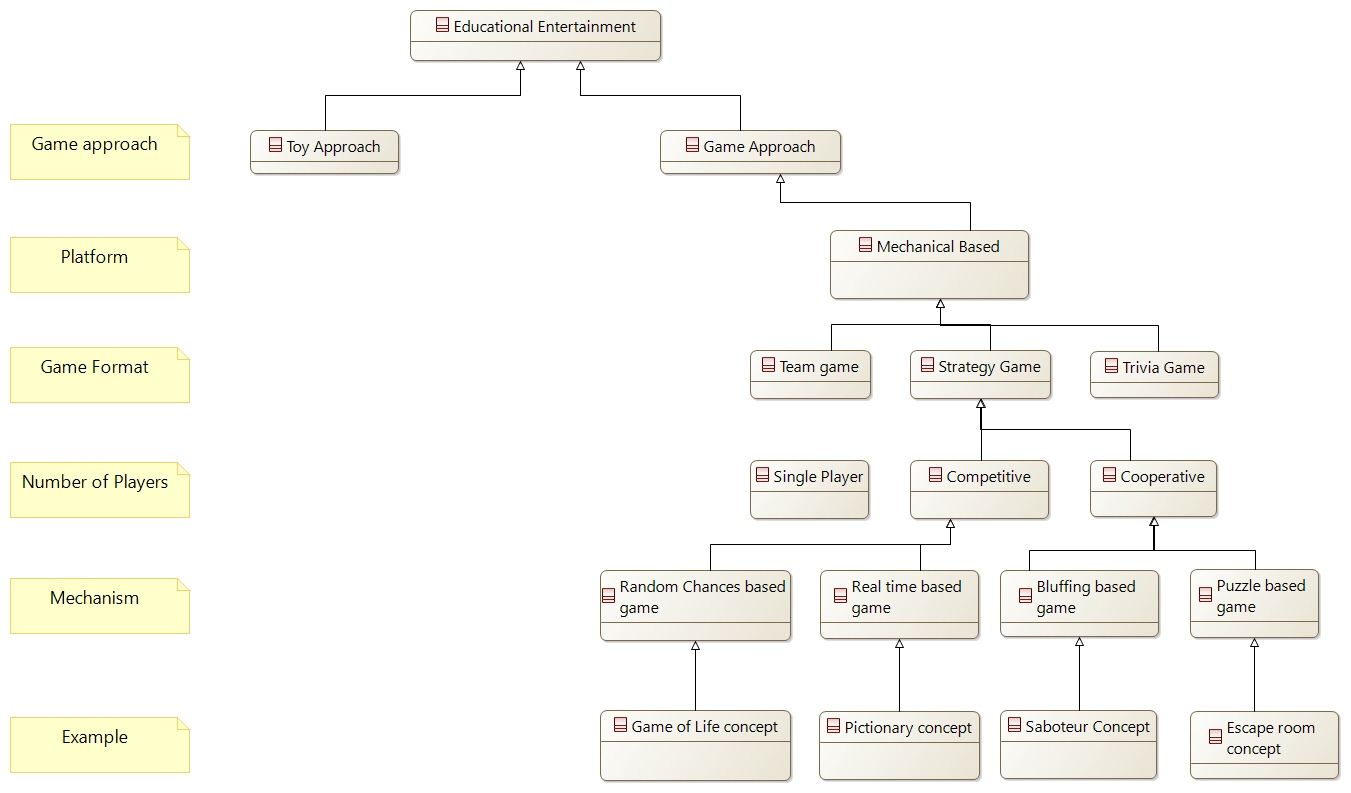 Educational Entertainment
Game approach
Toy Approach
Game Approach
Platform
Mechanical Based
Game Format
Team game
Strategy Game
Trivia Game
Number of Players
Single Player
Competitive
Cooperative
Mechanism
Random Chances based
game
Real time based
game
Bluffing based
game
Puzzle based
game
Example
Game of Life concept
Pictionary concept
Saboteur Concept
Escape room
concept